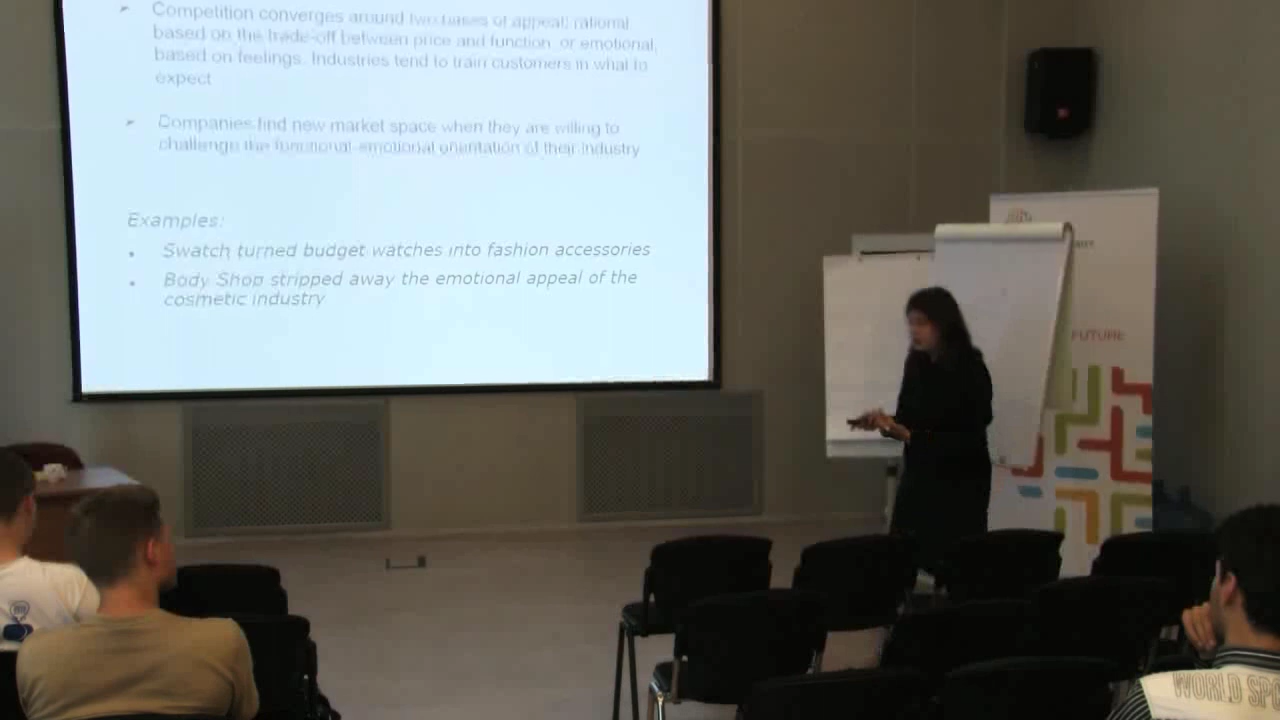 Competition converges around two bases of appeal: rational
based on the trade-off between price and function, or emotional,
based on feelings. Industries tend to train customers in what to
expect
Companies find new market space when they are willing to
challenge the functional-emotional orientation of their industry
Examples:
Swatch turned budget watches into fashion accessories
Body Shop stripped away the emotional appeal of the
cosmetic industry
FUTURE
WORLD